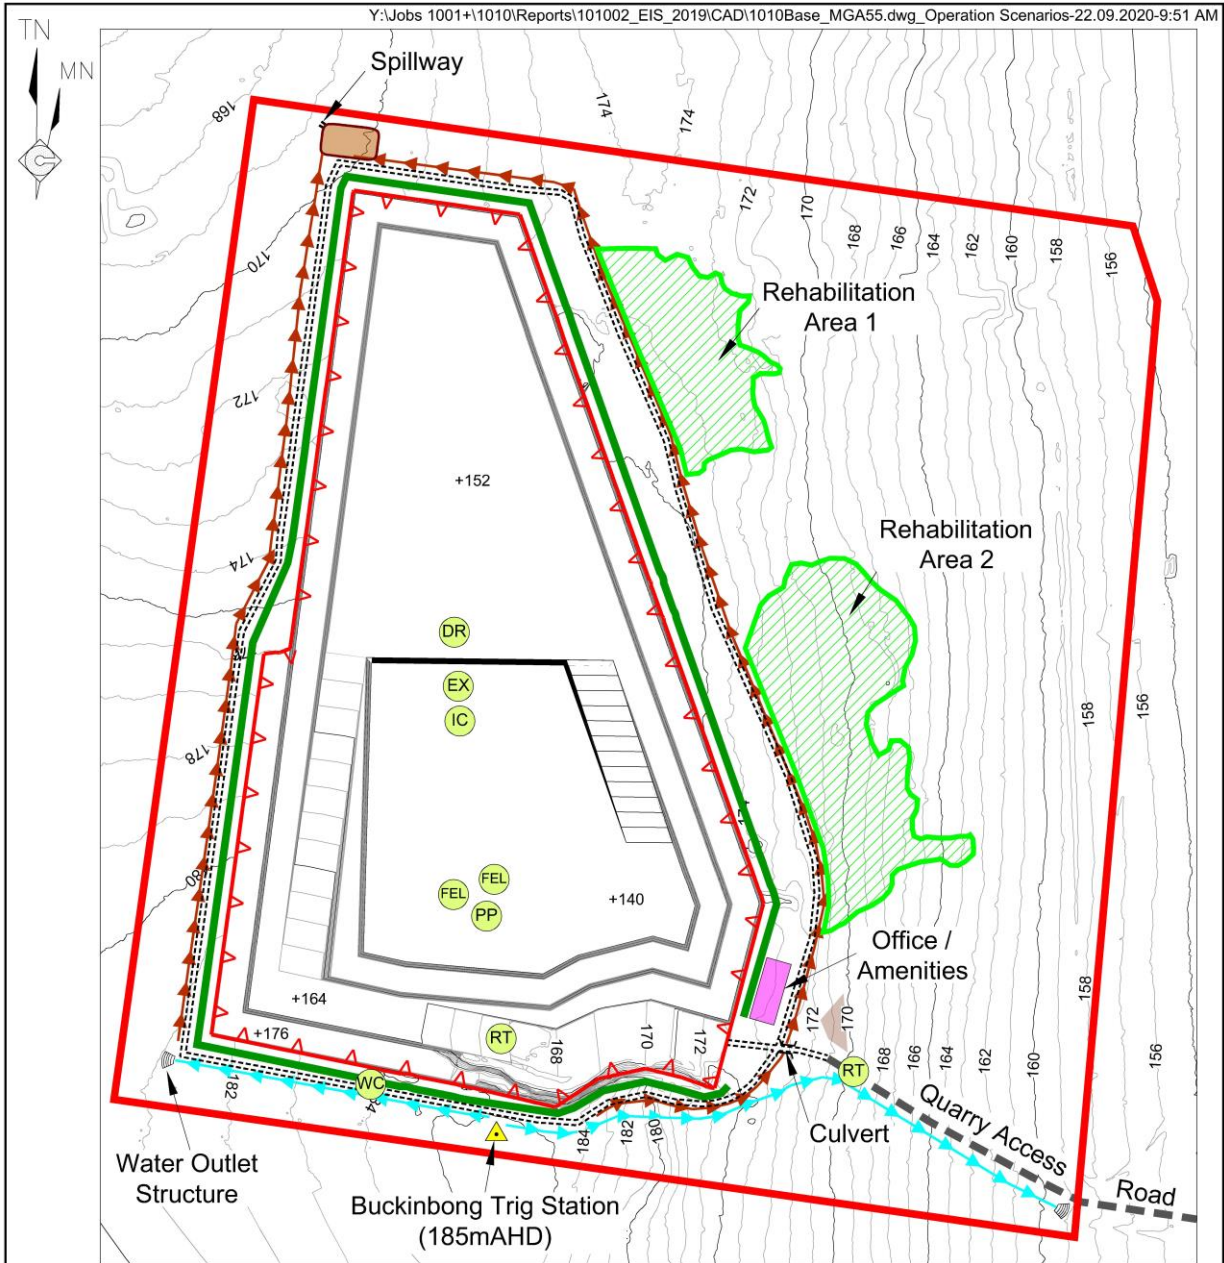 Y:\Jobs 1001+\1010\Reports\101002_EIS_2019\CAD\1010Base_MGA55.dwg_Operation Scenarios-22.09.2020-9:51 AM
TN
MN
Spillway
168
174
174
172
170
168
166
164
162
160
158
156
170
Rehabilitation
Area 1
172
+152
Rehabilitation
Area 2
174
DR
EX
IC
158
156
178
180
FEL
FEL
PP
+140
Office /
Amenities
+164
158
+176
RT
168
170
172
172
170
168
166
164
162
160
156
RT
WC
182
184
182
180
Culvert
Quarry Access
Road
Water Outlet
Structure
Buckinbong Trig Station
(185mAHD)